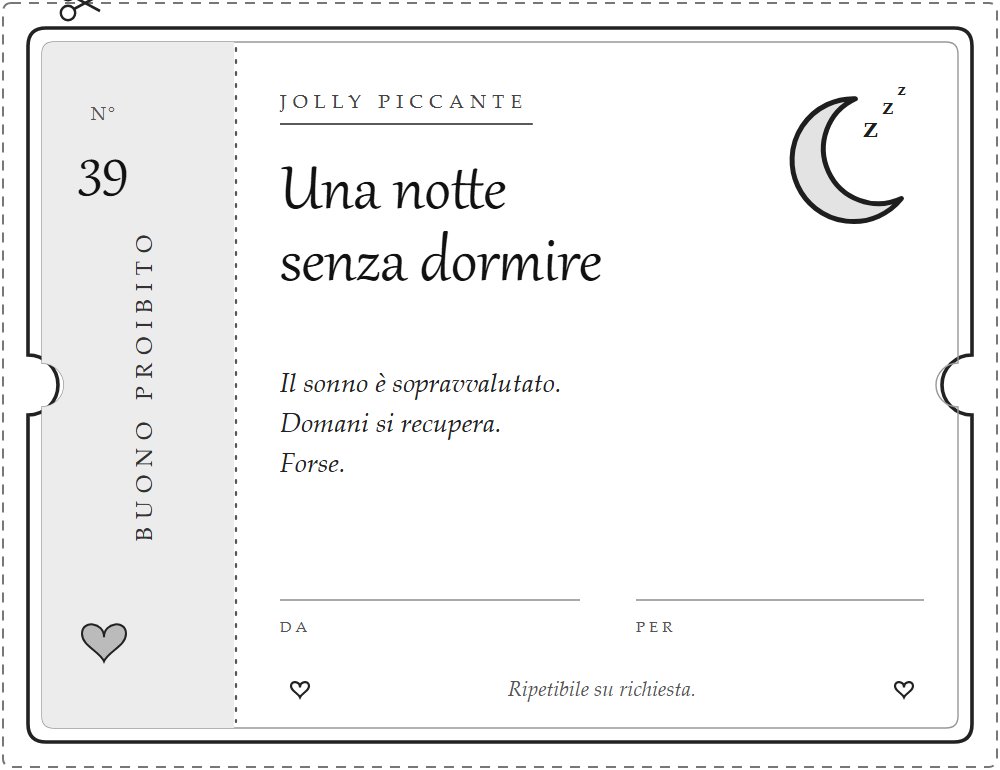 N°
39
BUONO PROIBITO
JOLLY PICCANTE
Una notte
senza dormire
z
z
z
Il sonno è sopravvalutato.
Domani si recupera.
Forse.
DA
PER
Ripetibile su richiesta.